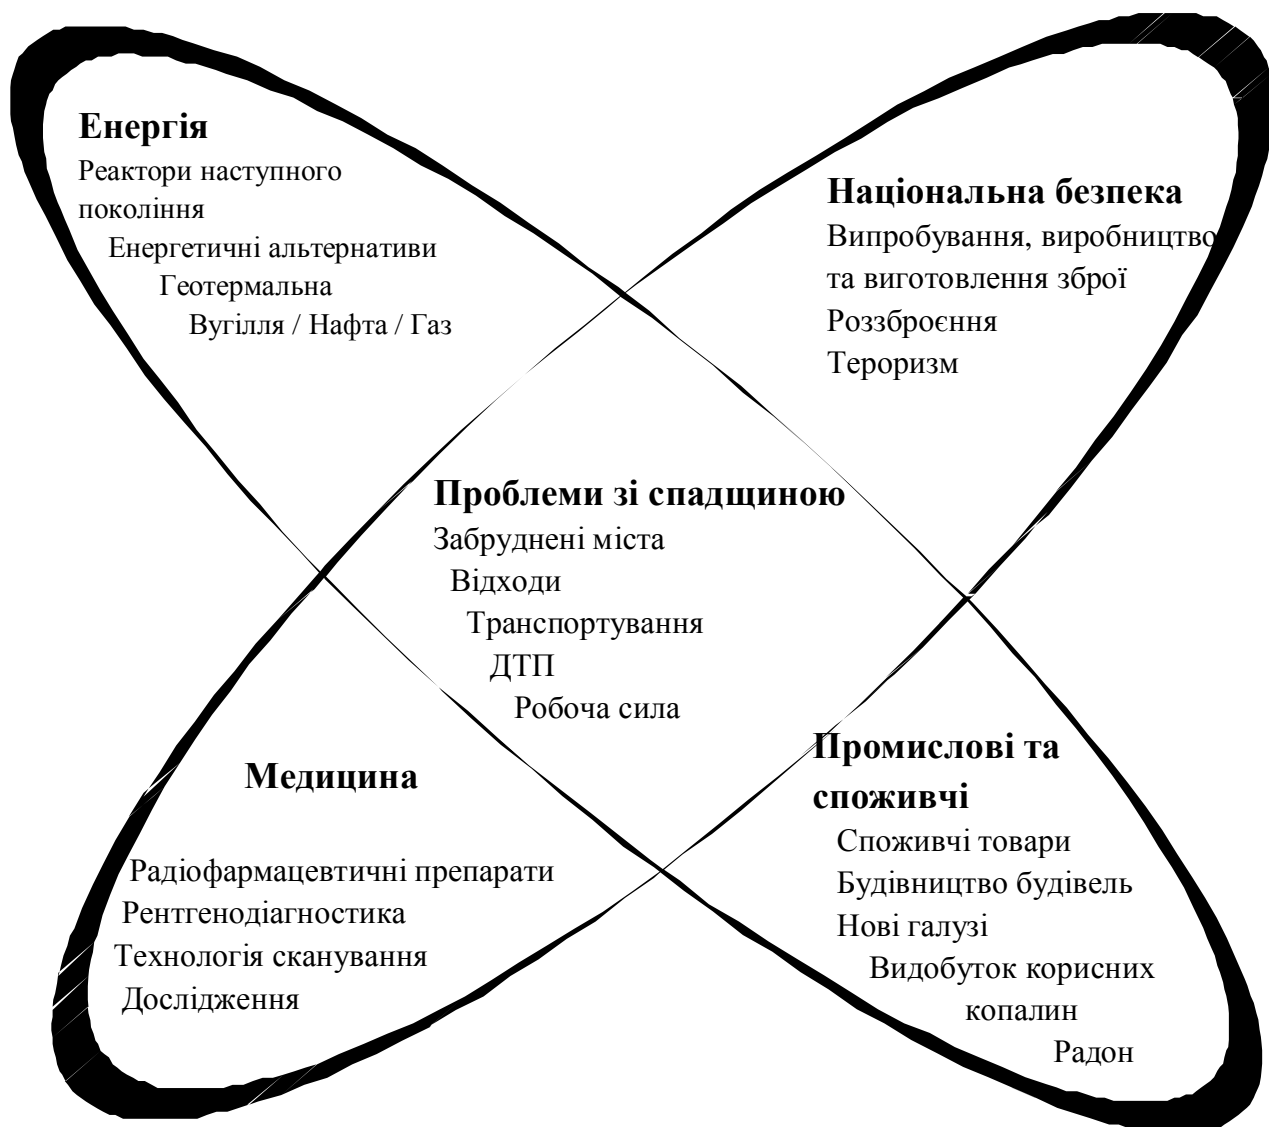 Енергія
Реактори наступного
покоління
Енергетичні альтернативи
Геотермальна
Вугілля / Нафта / Газ
Національна безпека
Випробування, виробництво
та виготовлення зброї
Роззброєння
Тероризм
Проблеми зі спадщиною
Забруднені міста
Відходи
Транспортування
ДТП
Робоча сила
Медицина
Радіофармацевтичні препарати
Рентгенодіагностика
Технологія сканування
Дослідження
Промислові та
споживчі
Споживчі товари
Будівництво будівель
Нові галузі
Видобуток корисних
копалин
Радон